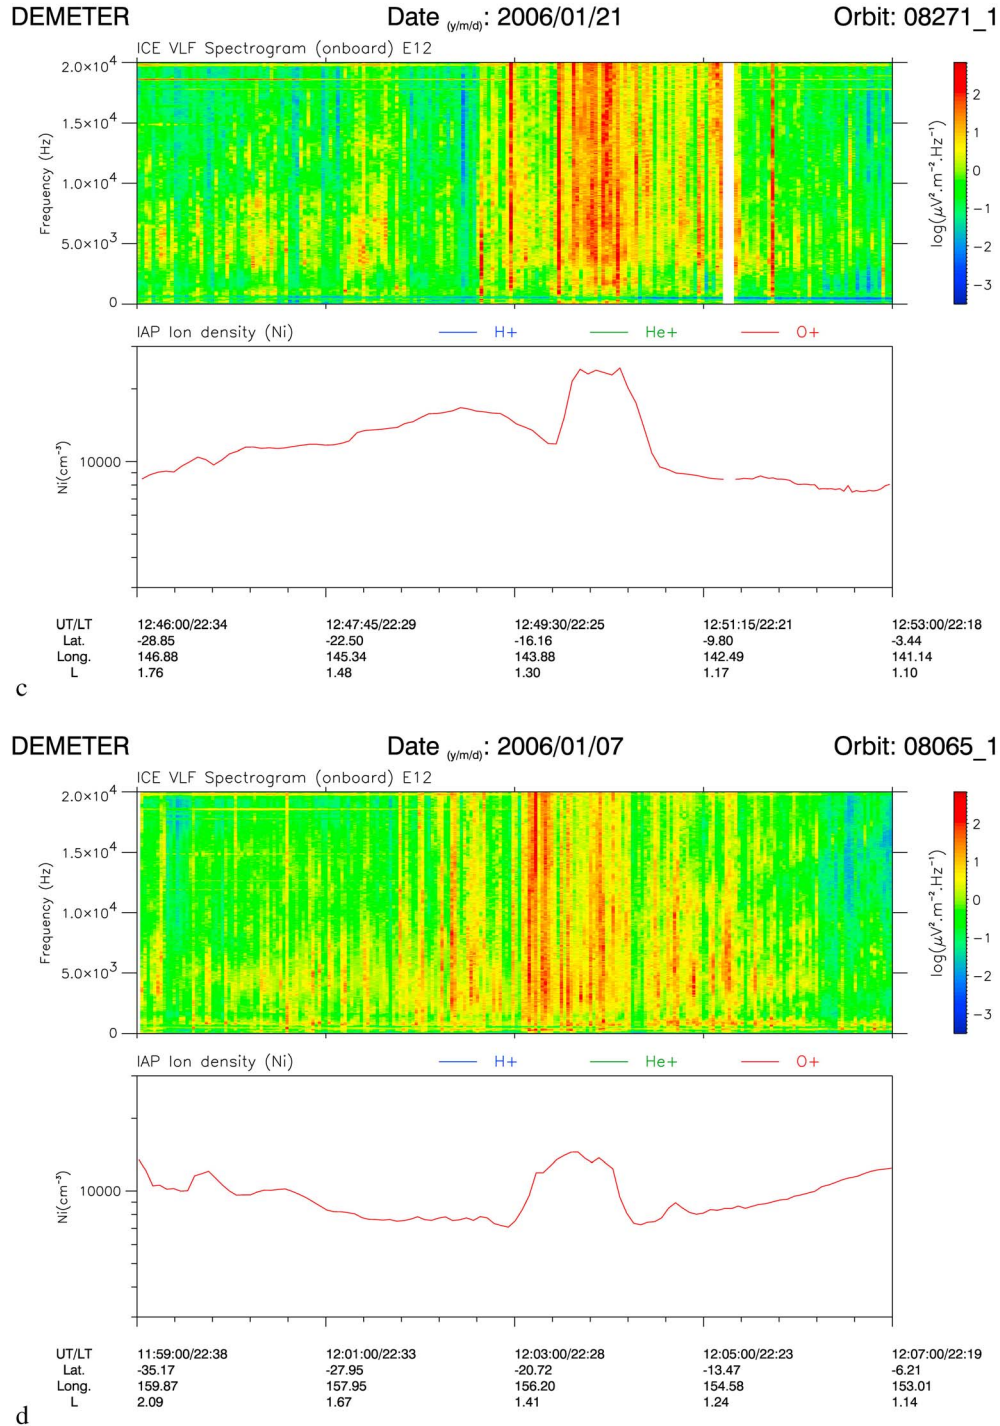 DEMETER Date (y/m/d): 2006/01/21 Orbit: 08271_1
ICE VLF Spectrogram (onboard) E12
2.0×10⁴
1.5×10⁴
1.0×10⁴
5.0×10³
0
Frequency (Hz)
2
1
0
−1
−2
−3
log(μV².m⁻².Hz⁻¹)
IAP Ion density (Ni) H+ He+ O+
10000
Ni(cm⁻³)
UT/LT 12:46:00/22:34 12:47:45/22:29 12:49:30/22:25 12:51:15/22:21 12:53:00/22:18
Lat. -28.85 -22.50 -16.16 -9.80 -3.44
Long. 146.88 145.34 143.88 142.49 141.14
L 1.76 1.48 1.30 1.17 1.10
c
DEMETER Date (y/m/d): 2006/01/07 Orbit: 08065_1
ICE VLF Spectrogram (onboard) E12
2.0×10⁴
1.5×10⁴
1.0×10⁴
5.0×10³
0
Frequency (Hz)
2
1
0
−1
−2
−3
log(μV².m⁻².Hz⁻¹)
IAP Ion density (Ni) H+ He+ O+
10000
Ni(cm⁻³)
UT/LT 11:59:00/22:38 12:01:00/22:33 12:03:00/22:28 12:05:00/22:23 12:07:00/22:19
Lat. -35.17 -27.95 -20.72 -13.47 -6.21
Long. 159.87 157.95 156.20 154.58 153.01
L 2.09 1.67 1.41 1.24 1.14
d